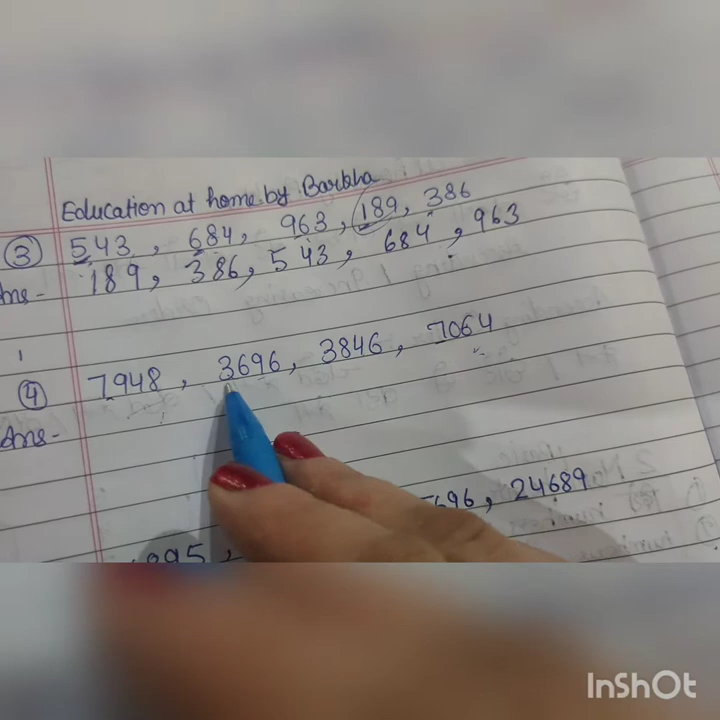 Education at home by Barkha
③ 543, 684, 963, 189, 386
Ans- 189, 386, 543, 684, 963
④ 7948, 3696, 3846, 7064
Ans-
24689
InShOt